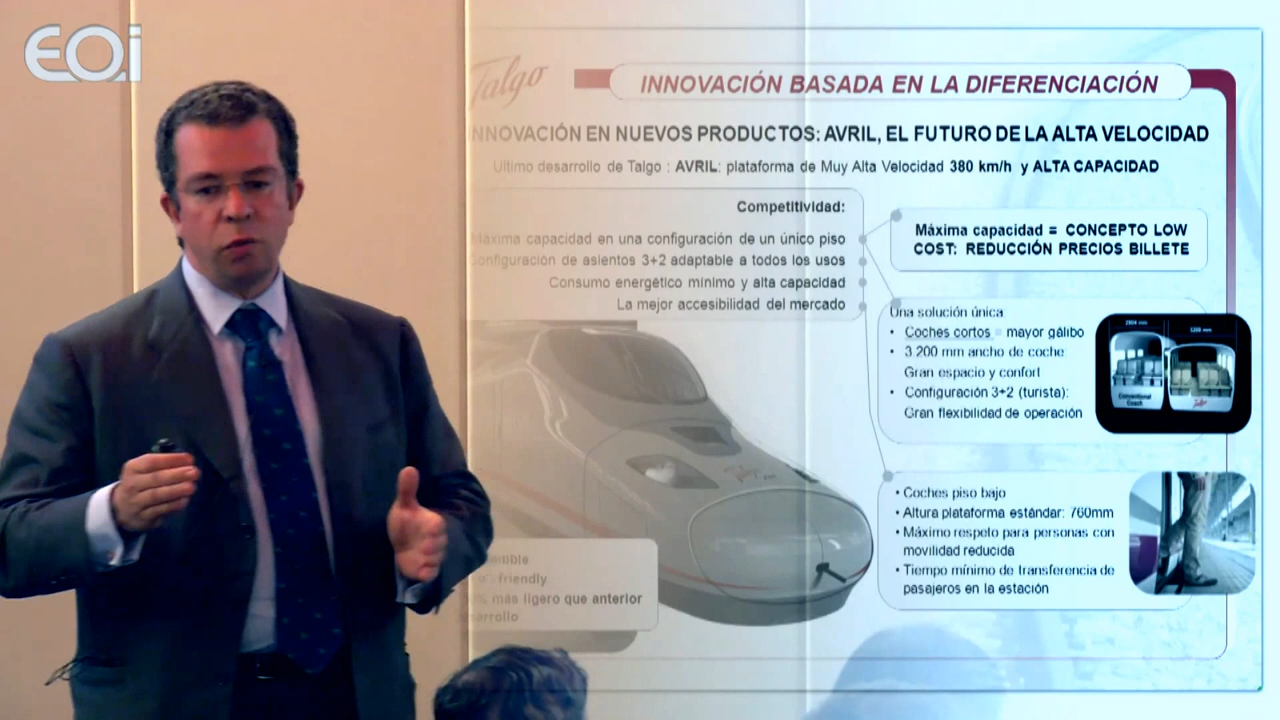 EOi
Talgo
INNOVACIÓN BASADA EN LA DIFERENCIACIÓN
NNOVACIÓN EN NUEVOS PRODUCTOS: AVRIL, EL FUTURO DE LA ALTA VELOCIDAD
Ultimo desarrollo de Talgo : AVRIL: plataforma de Muy Alta Velocidad 380 km/h y ALTA CAPACIDAD
Competitividad:
Máxima capacidad en una configuración de un único piso
Configuración de asientos 3+2 adaptable a todos los usos
Consumo energético mínimo y alta capacidad
La mejor accesibilidad del mercado
Máxima capacidad = CONCEPTO LOW
COST: REDUCCIÓN PRECIOS BILLETE
Una solución única
• Coches cortos = mayor gálibo
• 3.200 mm ancho de coche:
Gran espacio y confort
• Configuración 3+2 (turista):
Gran flexibilidad de operación
Conventional
Coach
Talgo
• Coches piso bajo
• Altura plataforma estándar: 760mm
• Máximo respeto para personas con
movilidad reducida
• Tiempo mínimo de transferencia de
pasajeros en la estación
friendly
más ligero que anterior